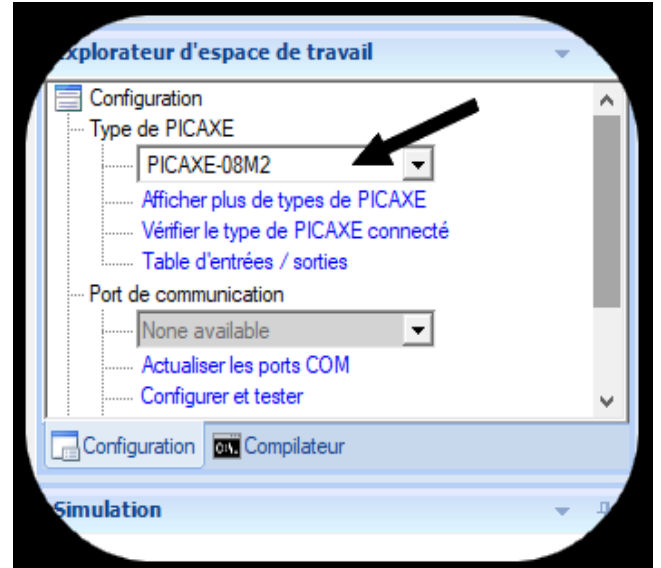 Explorateur d'espace de travail
Configuration
Type de PICAXE
PICAXE-08M2
Afficher plus de types de PICAXE
Vérifier le type de PICAXE connecté
Table d'entrées / sorties
Port de communication
None available
Actualiser les ports COM
Configurer et tester
Configuration Compilateur
Simulation